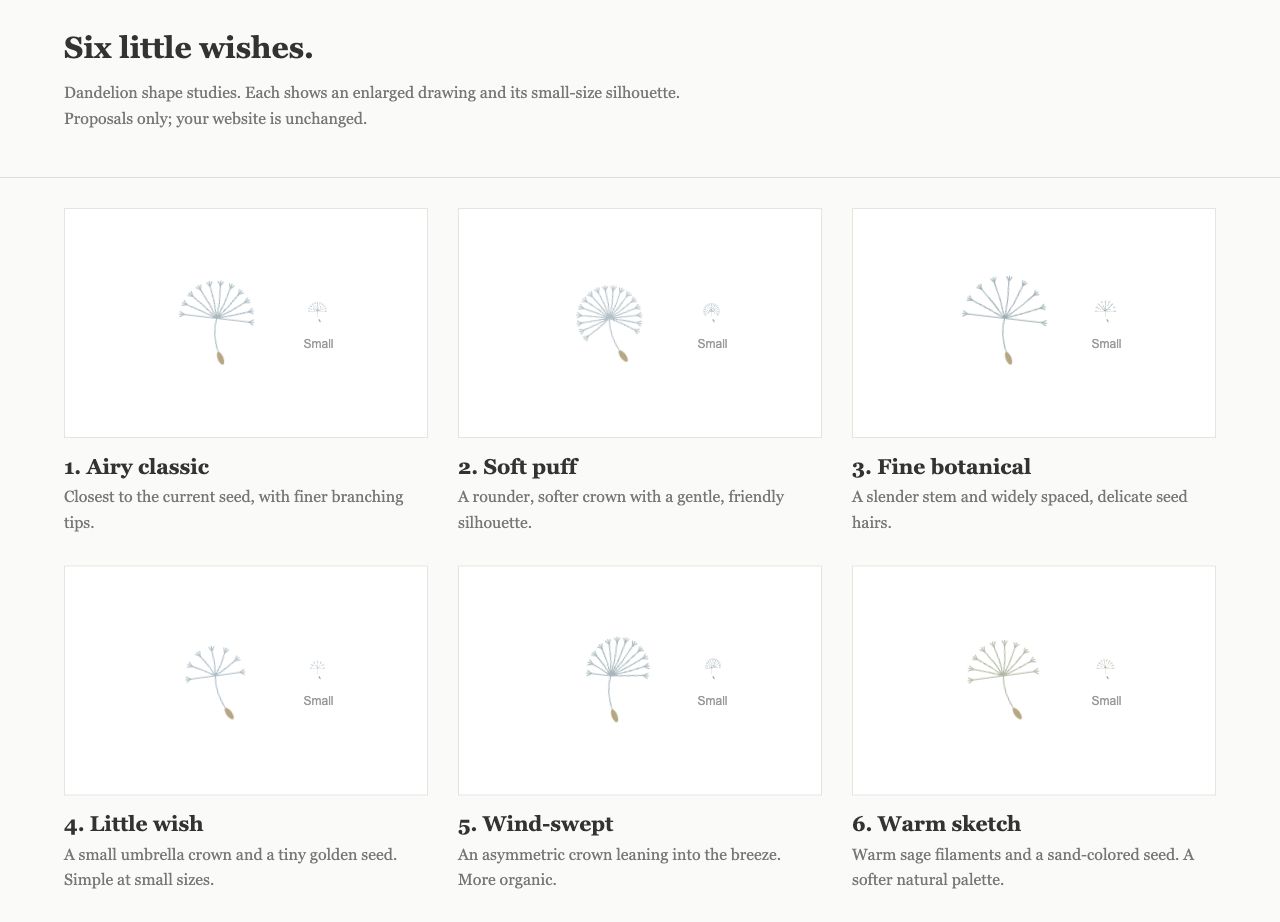 Six little wishes.
Dandelion shape studies. Each shows an enlarged drawing and its small-size silhouette.
Proposals only; your website is unchanged.
Small
Small
Small
1. Airy classic
Closest to the current seed, with finer branching
tips.
2. Soft puff
A rounder, softer crown with a gentle, friendly
silhouette.
3. Fine botanical
A slender stem and widely spaced, delicate seed
hairs.
Small
Small
Small
4. Little wish
A small umbrella crown and a tiny golden seed.
Simple at small sizes.
5. Wind-swept
An asymmetric crown leaning into the breeze.
More organic.
6. Warm sketch
Warm sage filaments and a sand-colored seed. A
softer natural palette.